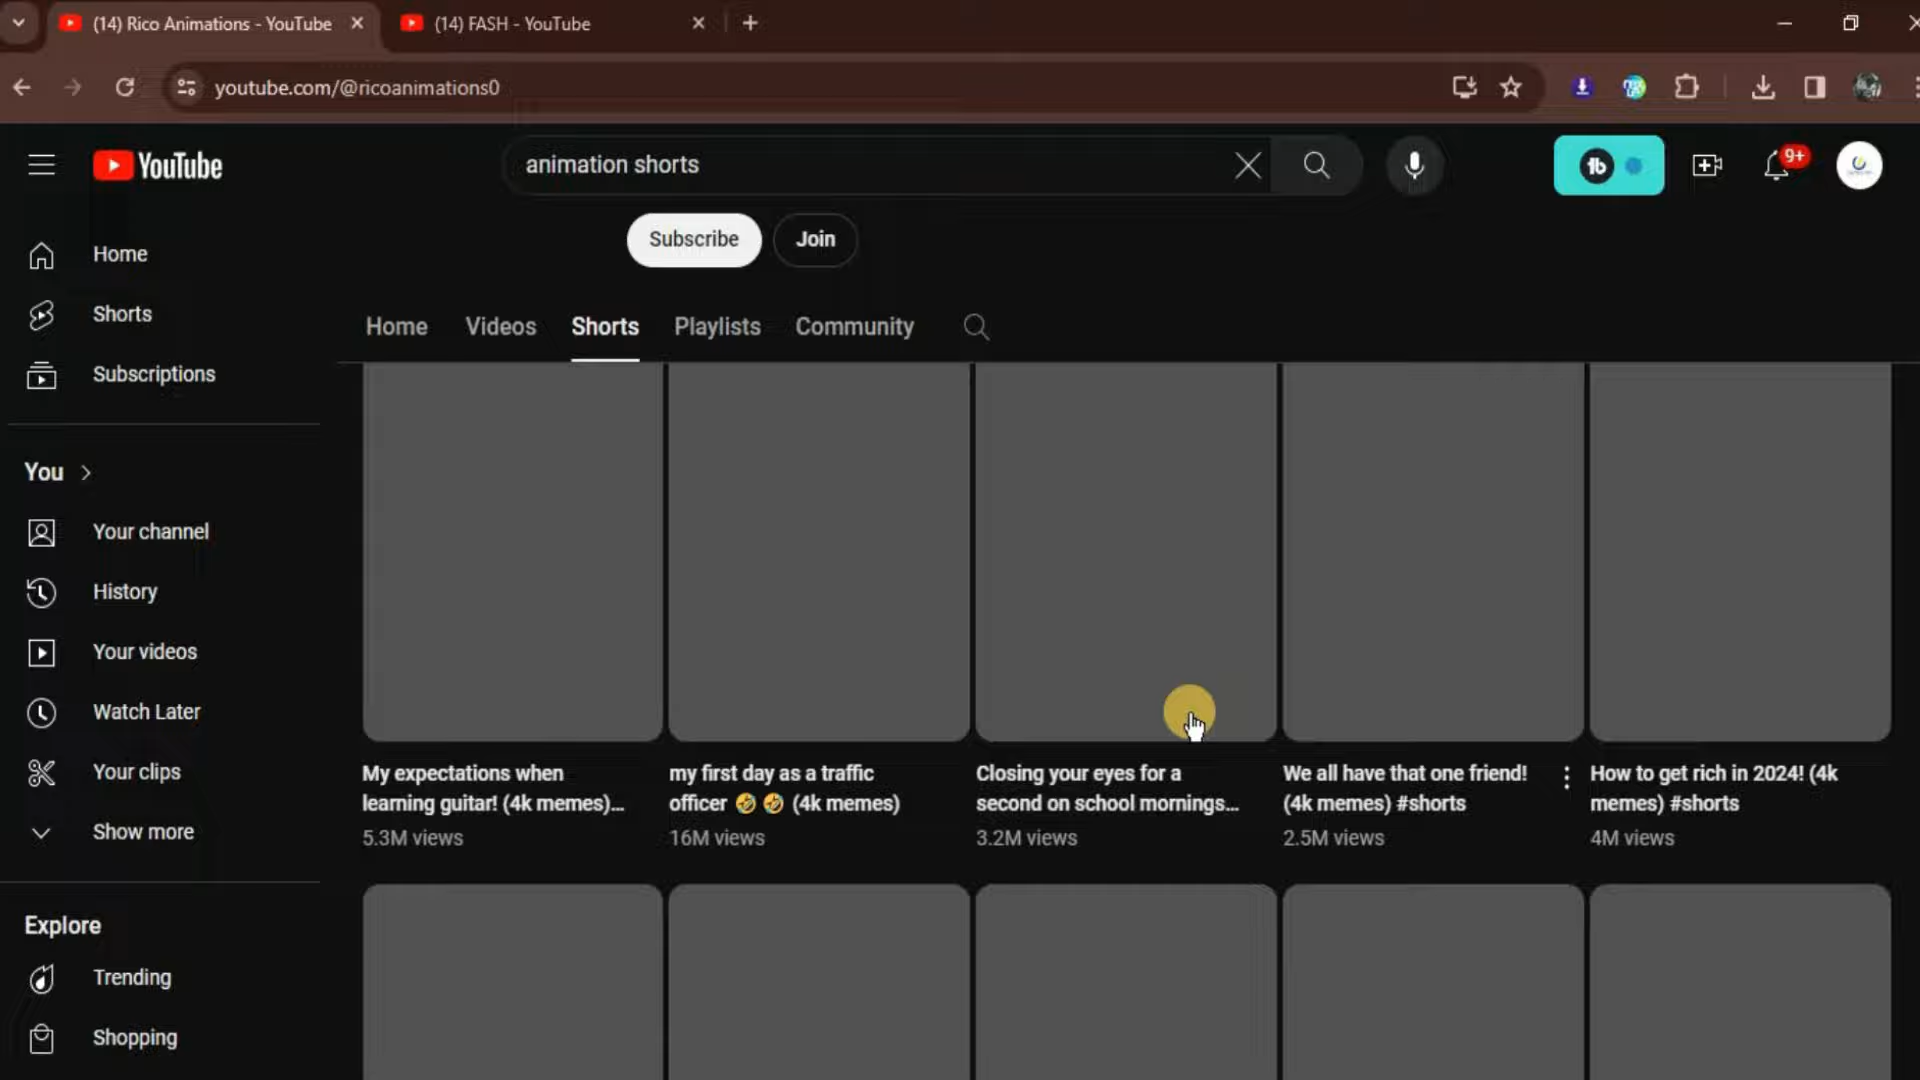 (14) Rico Animations - YouTube
(14) FASH - YouTube
youtube.com/@ricoanimations0
YouTube
animation shorts
9+
Subscribe
Join
Home
Shorts
Subscriptions
You
Your channel
History
Your videos
Watch Later
Your clips
Show more
Explore
Trending
Shopping
Home Videos Shorts Playlists Community
My expectations when
learning guitar! (4k memes)...
5.3M views
my first day as a traffic
officer 🤣 🤣 (4k memes)
16M views
Closing your eyes for a
second on school mornings...
3.2M views
We all have that one friend!
(4k memes) #shorts
2.5M views
How to get rich in 2024! (4k
memes) #shorts
4M views